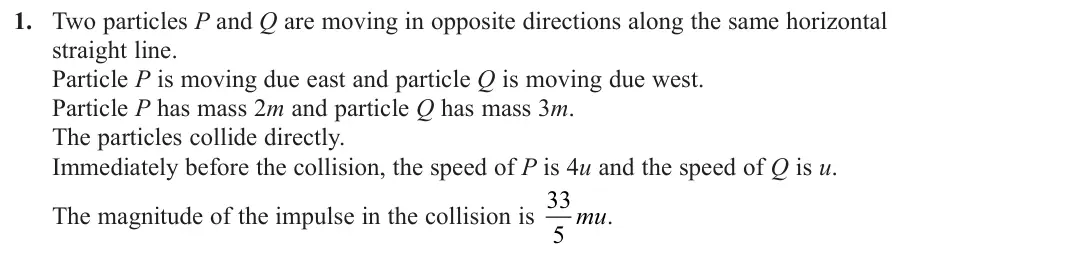 1. Two particles P and Q are moving in opposite directions along the same horizontal
straight line.
Particle P is moving due east and particle Q is moving due west.
Particle P has mass 2m and particle Q has mass 3m.
The particles collide directly.
Immediately before the collision, the speed of P is 4u and the speed of Q is u.
The magnitude of the impulse in the collision is 33/5 mu.